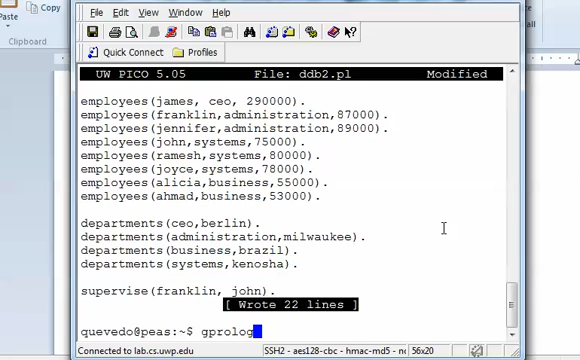 File Edit View Window Help
Paste
Quick Connect Profiles
Clipboard
UW PICO 5.05 File: ddb2.pl Modified
employees(james, ceo, 290000).
employees(franklin,administration,87000).
employees(jennifer,administration,89000).
employees(john,systems,75000).
employees(ramesh,systems,80000).
employees(joyce,systems,78000).
employees(alicia,business,55000).
employees(ahmad,business,53000).
departments(ceo,berlin).
departments(administration,milwaukee).
departments(business,brazil).
departments(systems,kenosha).
supervise(franklin, john).
[ Wrote 22 lines ]
quevedo@peas:~$ gprolog
Connected to lab.cs.uwp.edu SSH2 - aes128-cbc - hmac-md5 - nc 56x20